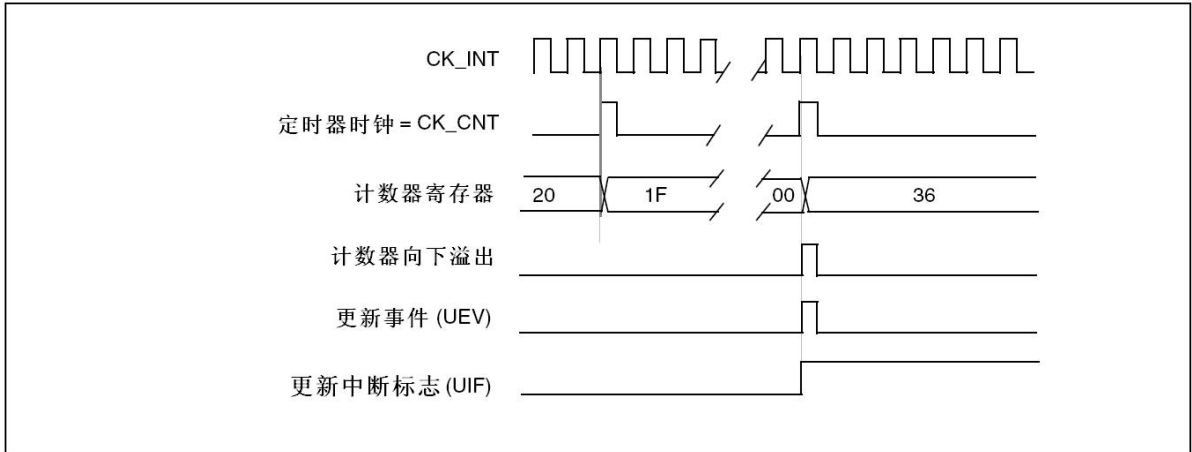 CK_INT
定时器时钟 = CK_CNT
计数器寄存器 20 1F 00 36
计数器向下溢出
更新事件 (UEV)
更新中断标志 (UIF)